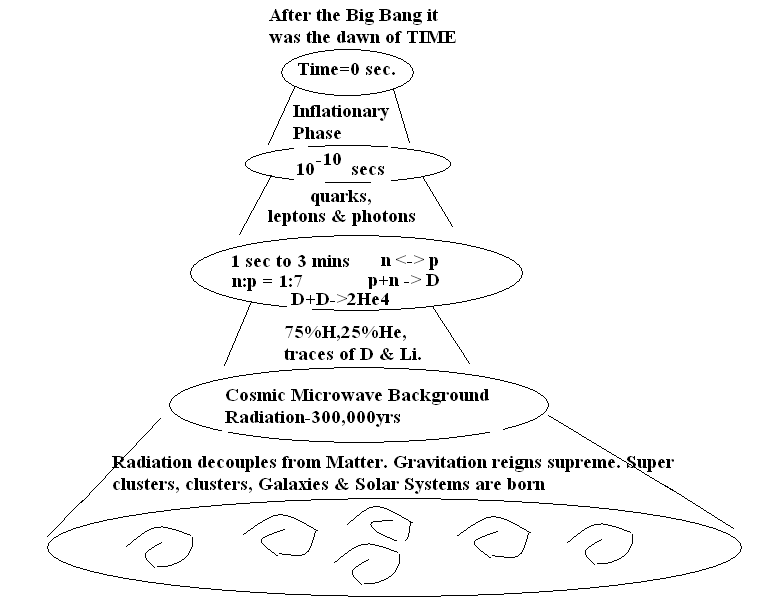 After the Big Bang it
was the dawn of TIME
Time=0 sec.
Inflationary
Phase
10^-10 secs
quarks,
leptons & photons
1 sec to 3 mins n <-> p
n:p = 1:7 p+n -> D
D+D->2He4
75%H,25%He,
traces of D & Li.
Cosmic Microwave Background
Radiation-300,000yrs
Radiation decouples from Matter. Gravitation reigns supreme. Super
clusters, clusters, Galaxies & Solar Systems are born